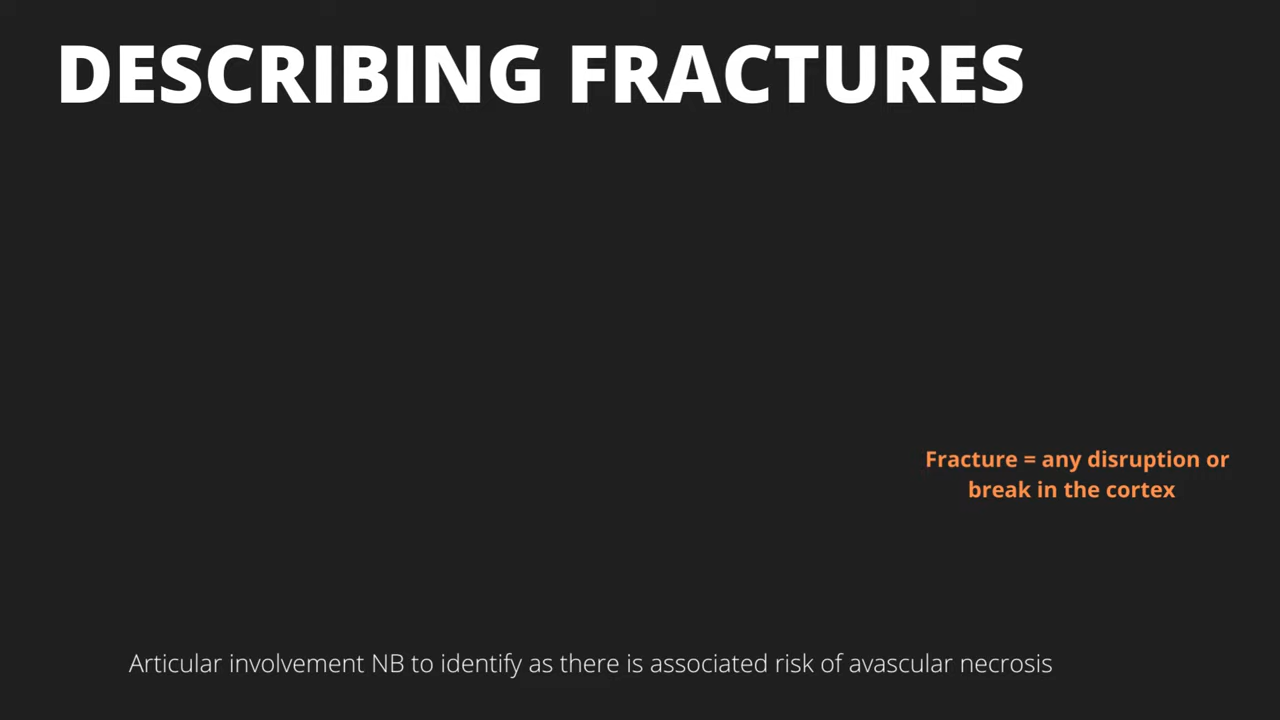 DESCRIBING FRACTURES
Fracture = any disruption or
break in the cortex
Articular involvement NB to identify as there is associated risk of avascular necrosis